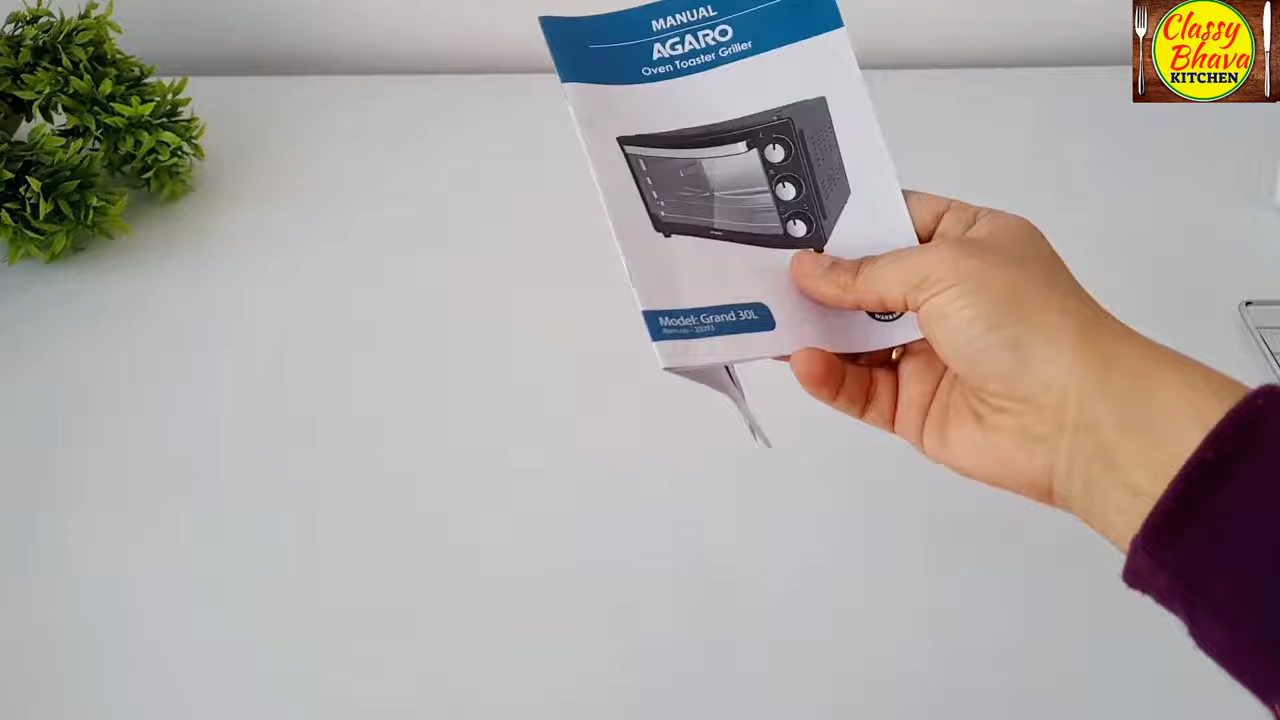 MANUAL
AGARO
Oven Toaster Griller
Model: Grand 30L
Classy
Bhava
KITCHEN